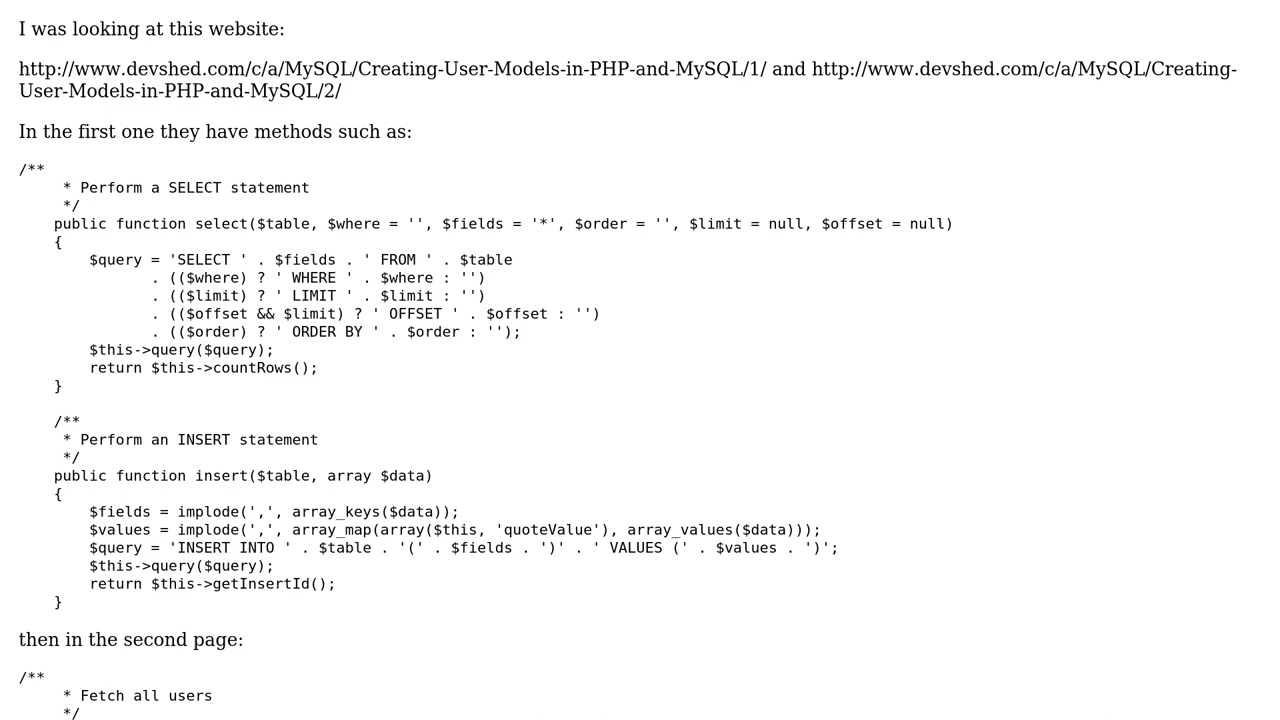 I was looking at this website:
http://www.devshed.com/c/a/MySQL/Creating-User-Models-in-PHP-and-MySQL/1/ and http://www.devshed.com/c/a/MySQL/Creating-
User-Models-in-PHP-and-MySQL/2/
In the first one they have methods such as:
/**
     * Perform a SELECT statement
     */
    public function select($table, $where = '', $fields = '*', $order = '', $limit = null, $offset = null)
    {
        $query = 'SELECT ' . $fields . ' FROM ' . $table
               . (($where) ? ' WHERE ' . $where : '')
               . (($limit) ? ' LIMIT ' . $limit : '')
               . (($offset && $limit) ? ' OFFSET ' . $offset : '')
               . (($order) ? ' ORDER BY ' . $order : '');
        $this->query($query);
        return $this->countRows();
    }
    /**
     * Perform an INSERT statement
     */
    public function insert($table, array $data)
    {
        $fields = implode(',', array_keys($data));
        $values = implode(',', array_map(array($this, 'quoteValue'), array_values($data)));
        $query = 'INSERT INTO ' . $table . '(' . $fields . ')' . ' VALUES (' . $values . ')';
        $this->query($query);
        return $this->getInsertId();
    }
then in the second page:
/**
     * Fetch all users
     */